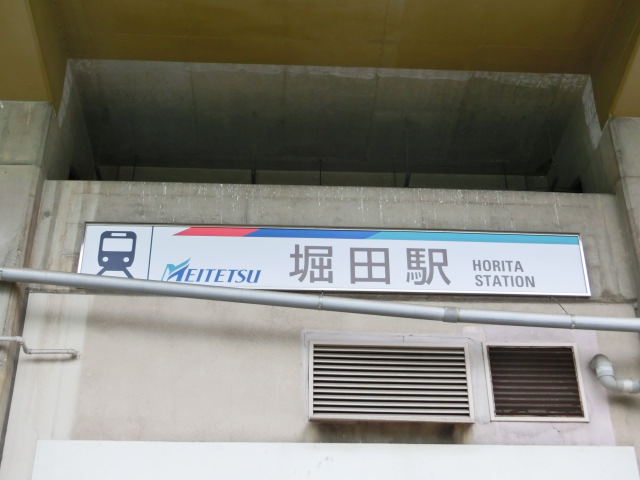 MEITETSU 堀田駅 HORITA
STATION